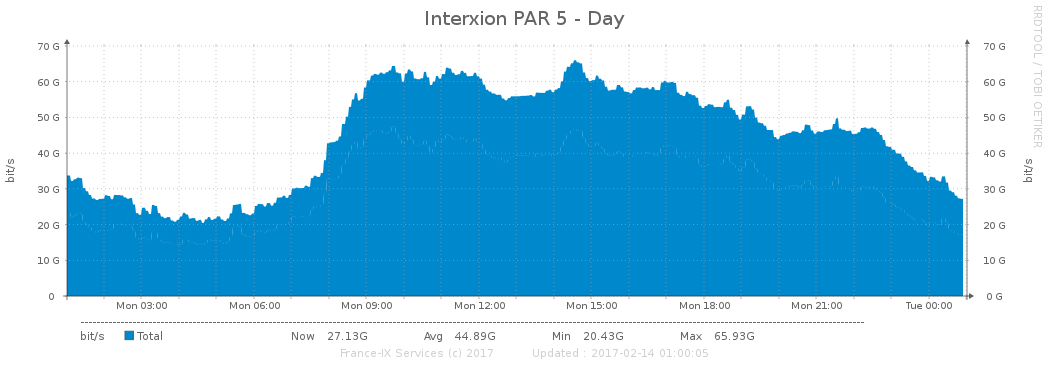 Interxion PAR 5 - Day
RRDTOOL / TOBI OETIKER
70 G 70 G
60 G 60 G
50 G 50 G
40 G 40 G
30 G 30 G
20 G 20 G
10 G 10 G
0 0 G
bit/s bit/s
Mon 03:00 Mon 06:00 Mon 09:00 Mon 12:00 Mon 15:00 Mon 18:00 Mon 21:00 Tue 00:00
bit/s Total Now 27.13G Avg 44.89G Min 20.43G Max 65.93G
France-IX Services (c) 2017 Updated : 2017-02-14 01:00:05